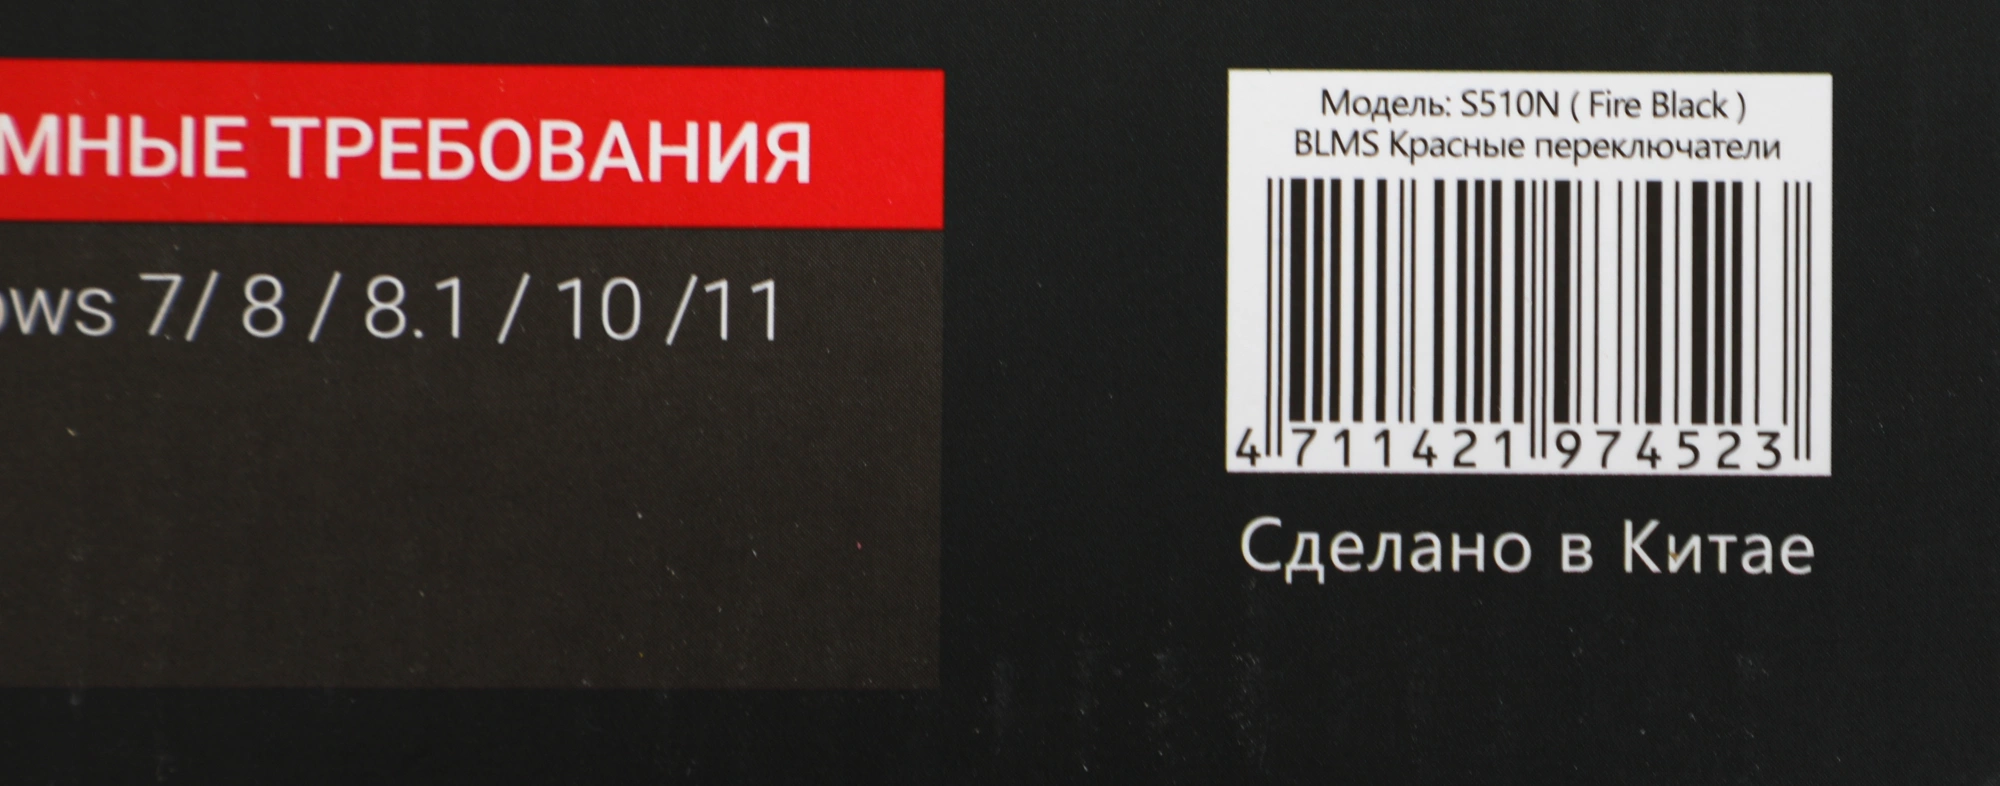 МНЫЕ ТРЕБОВАНИЯ
ows 7/ 8 / 8.1 / 10 /11
Модель: S510N ( Fire Black )
BLMS Красные переключатели
4 711421 974523
Сделано в Китае